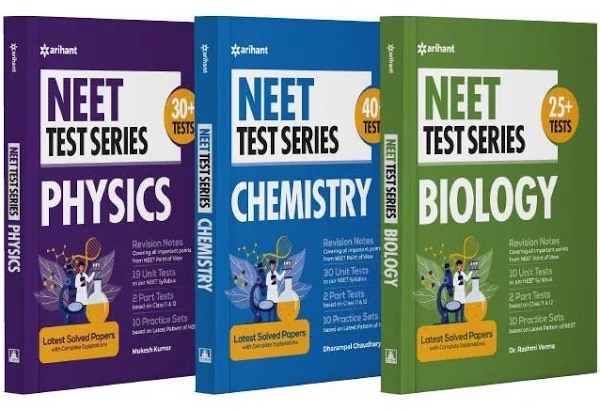 arihant
NEET
TEST SERIES
30+
TESTS
PHYSICS
Revision Notes
Covering all important points
from NEET Point of View
19 Unit Tests
as per NEET Syllabus
2 Part Tests
based on Class 11 & 12
10 Practice Sets
based on Latest Pattern of N
Latest Solved Papers
with Complete Explanations
Mukesh Kumar
NEET TEST SERIES
PHYSICS
arihant
NEET
TEST SERIES
40+
TES
CHEMISTRY
Revision Notes
Covering all important points
from NEET Point of View
30 Unit Tests
as per NEET Syllabus
2 Part Tests
based on Class 11 & 12
10 Practice Sets
based on Latest Pattern of N
Latest Solved Papers
with Complete Explanations
Dharampal Chaudhary
NEET TEST SERIES
CHEMISTRY
arihant
NEET
TEST SERIES
25+
TESTS
BIOLOGY
Revision Notes
Covering all important points
from NEET Point of View
10 Unit Tests
as per NEET Syllabus
2 Part Tests
based on Class 11 & 12
10 Practice Sets
based on Latest Pattern of NEET
Latest Solved Papers
with Complete Explanations
Dr. Rashmi Verma
NEET TEST SERIES
BIOLOGY